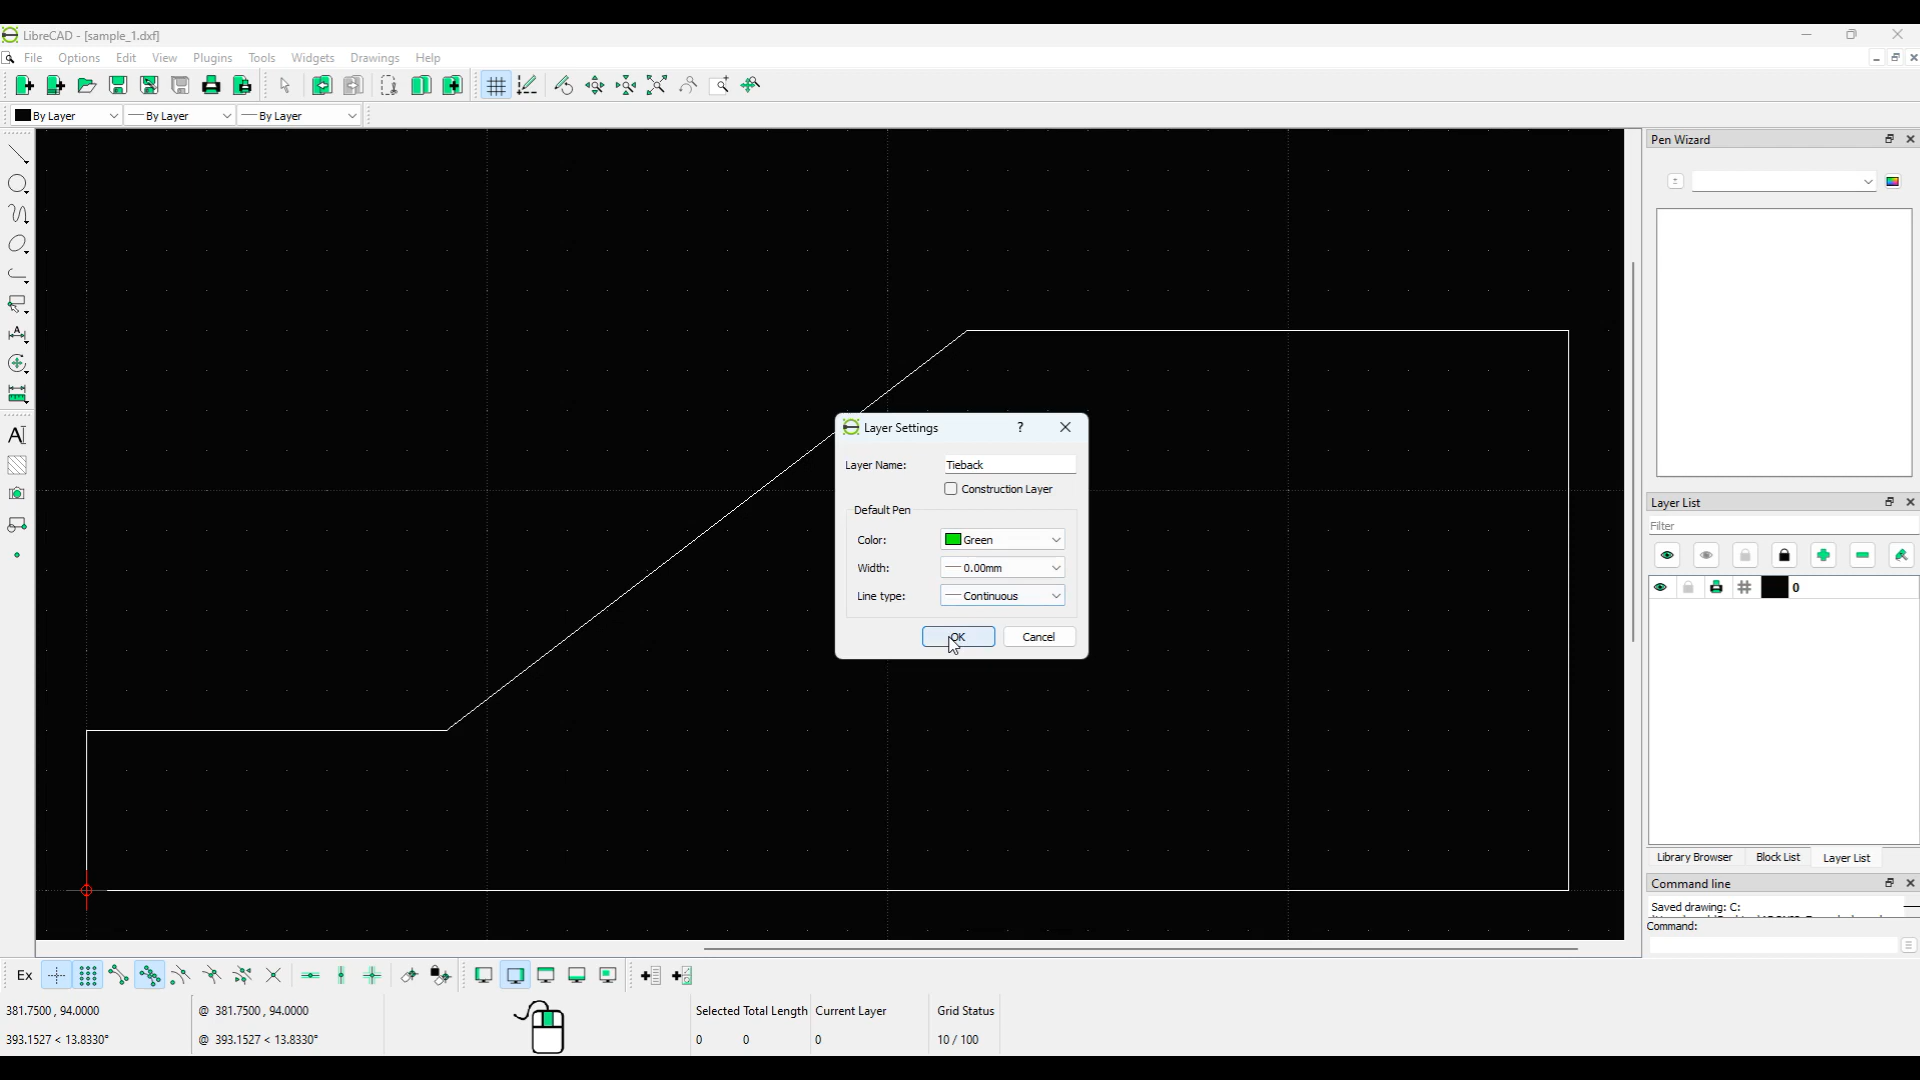 LibreCAD - [sample_1.dxf]
File Options Edit View Plugins Tools Widgets Drawings Help
By Layer By Layer By Layer
Pen Wizard
Layer Settings ?
Layer Name: Tieback
Construction Layer
Default Pen
Color: Green
Width: 0.00mm
Line type: Continuous
OK Cancel
Layer List
Filter
0
Library Browser Block List Layer List
Command line
Saved drawing: C:
Command:
Ex
381.7500 , 94.0000 @ 381.7500 , 94.0000 Selected Total Length Current Layer Grid Status
393.1527 < 13.8330° @ 393.1527 < 13.8330° 0 0 0 10 / 100